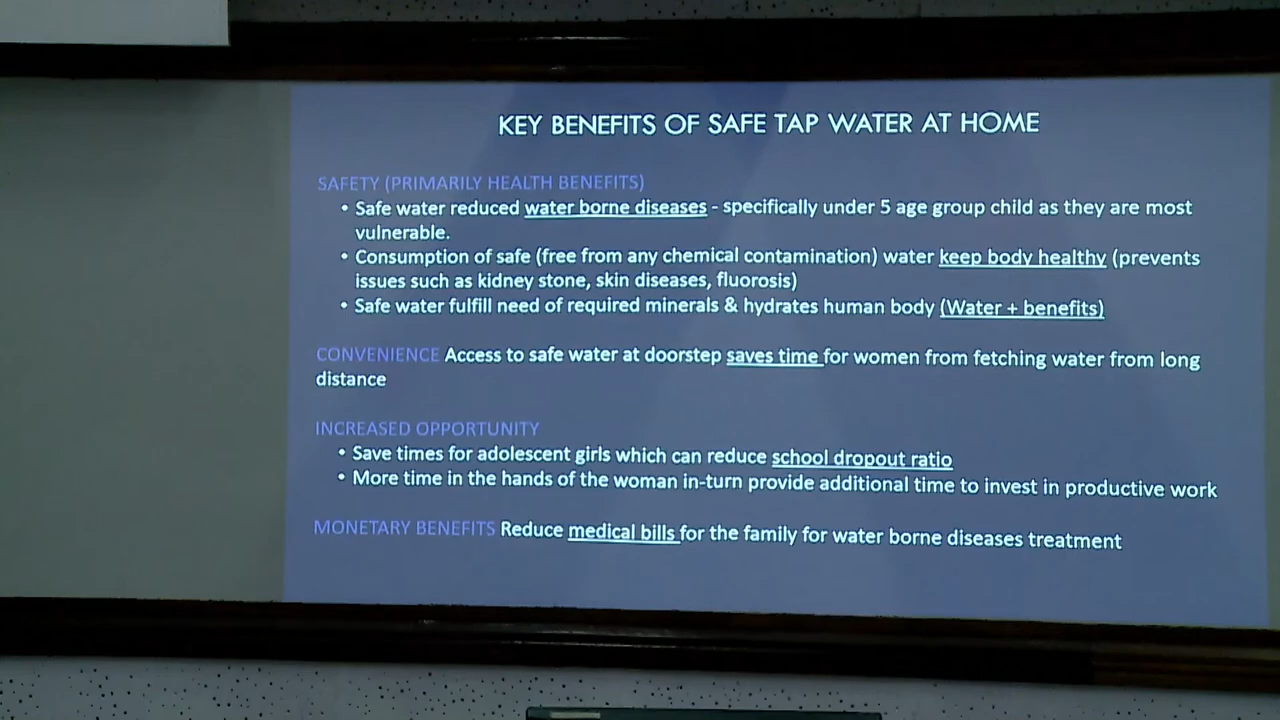 KEY BENEFITS OF SAFE TAP WATER AT HOME
SAFETY (PRIMARILY HEALTH BENEFITS)
• Safe water reduced water borne diseases - specifically under 5 age group child as they are most
vulnerable.
• Consumption of safe (free from any chemical contamination) water keep body healthy (prevents
issues such as kidney stone, skin diseases, fluorosis)
• Safe water fulfill need of required minerals & hydrates human body (Water + benefits)
CONVENIENCE Access to safe water at doorstep saves time for women from fetching water from long
distance
INCREASED OPPORTUNITY
• Save times for adolescent girls which can reduce school dropout ratio
• More time in the hands of the woman in-turn provide additional time to invest in productive work
MONETARY BENEFITS Reduce medical bills for the family for water borne diseases treatment